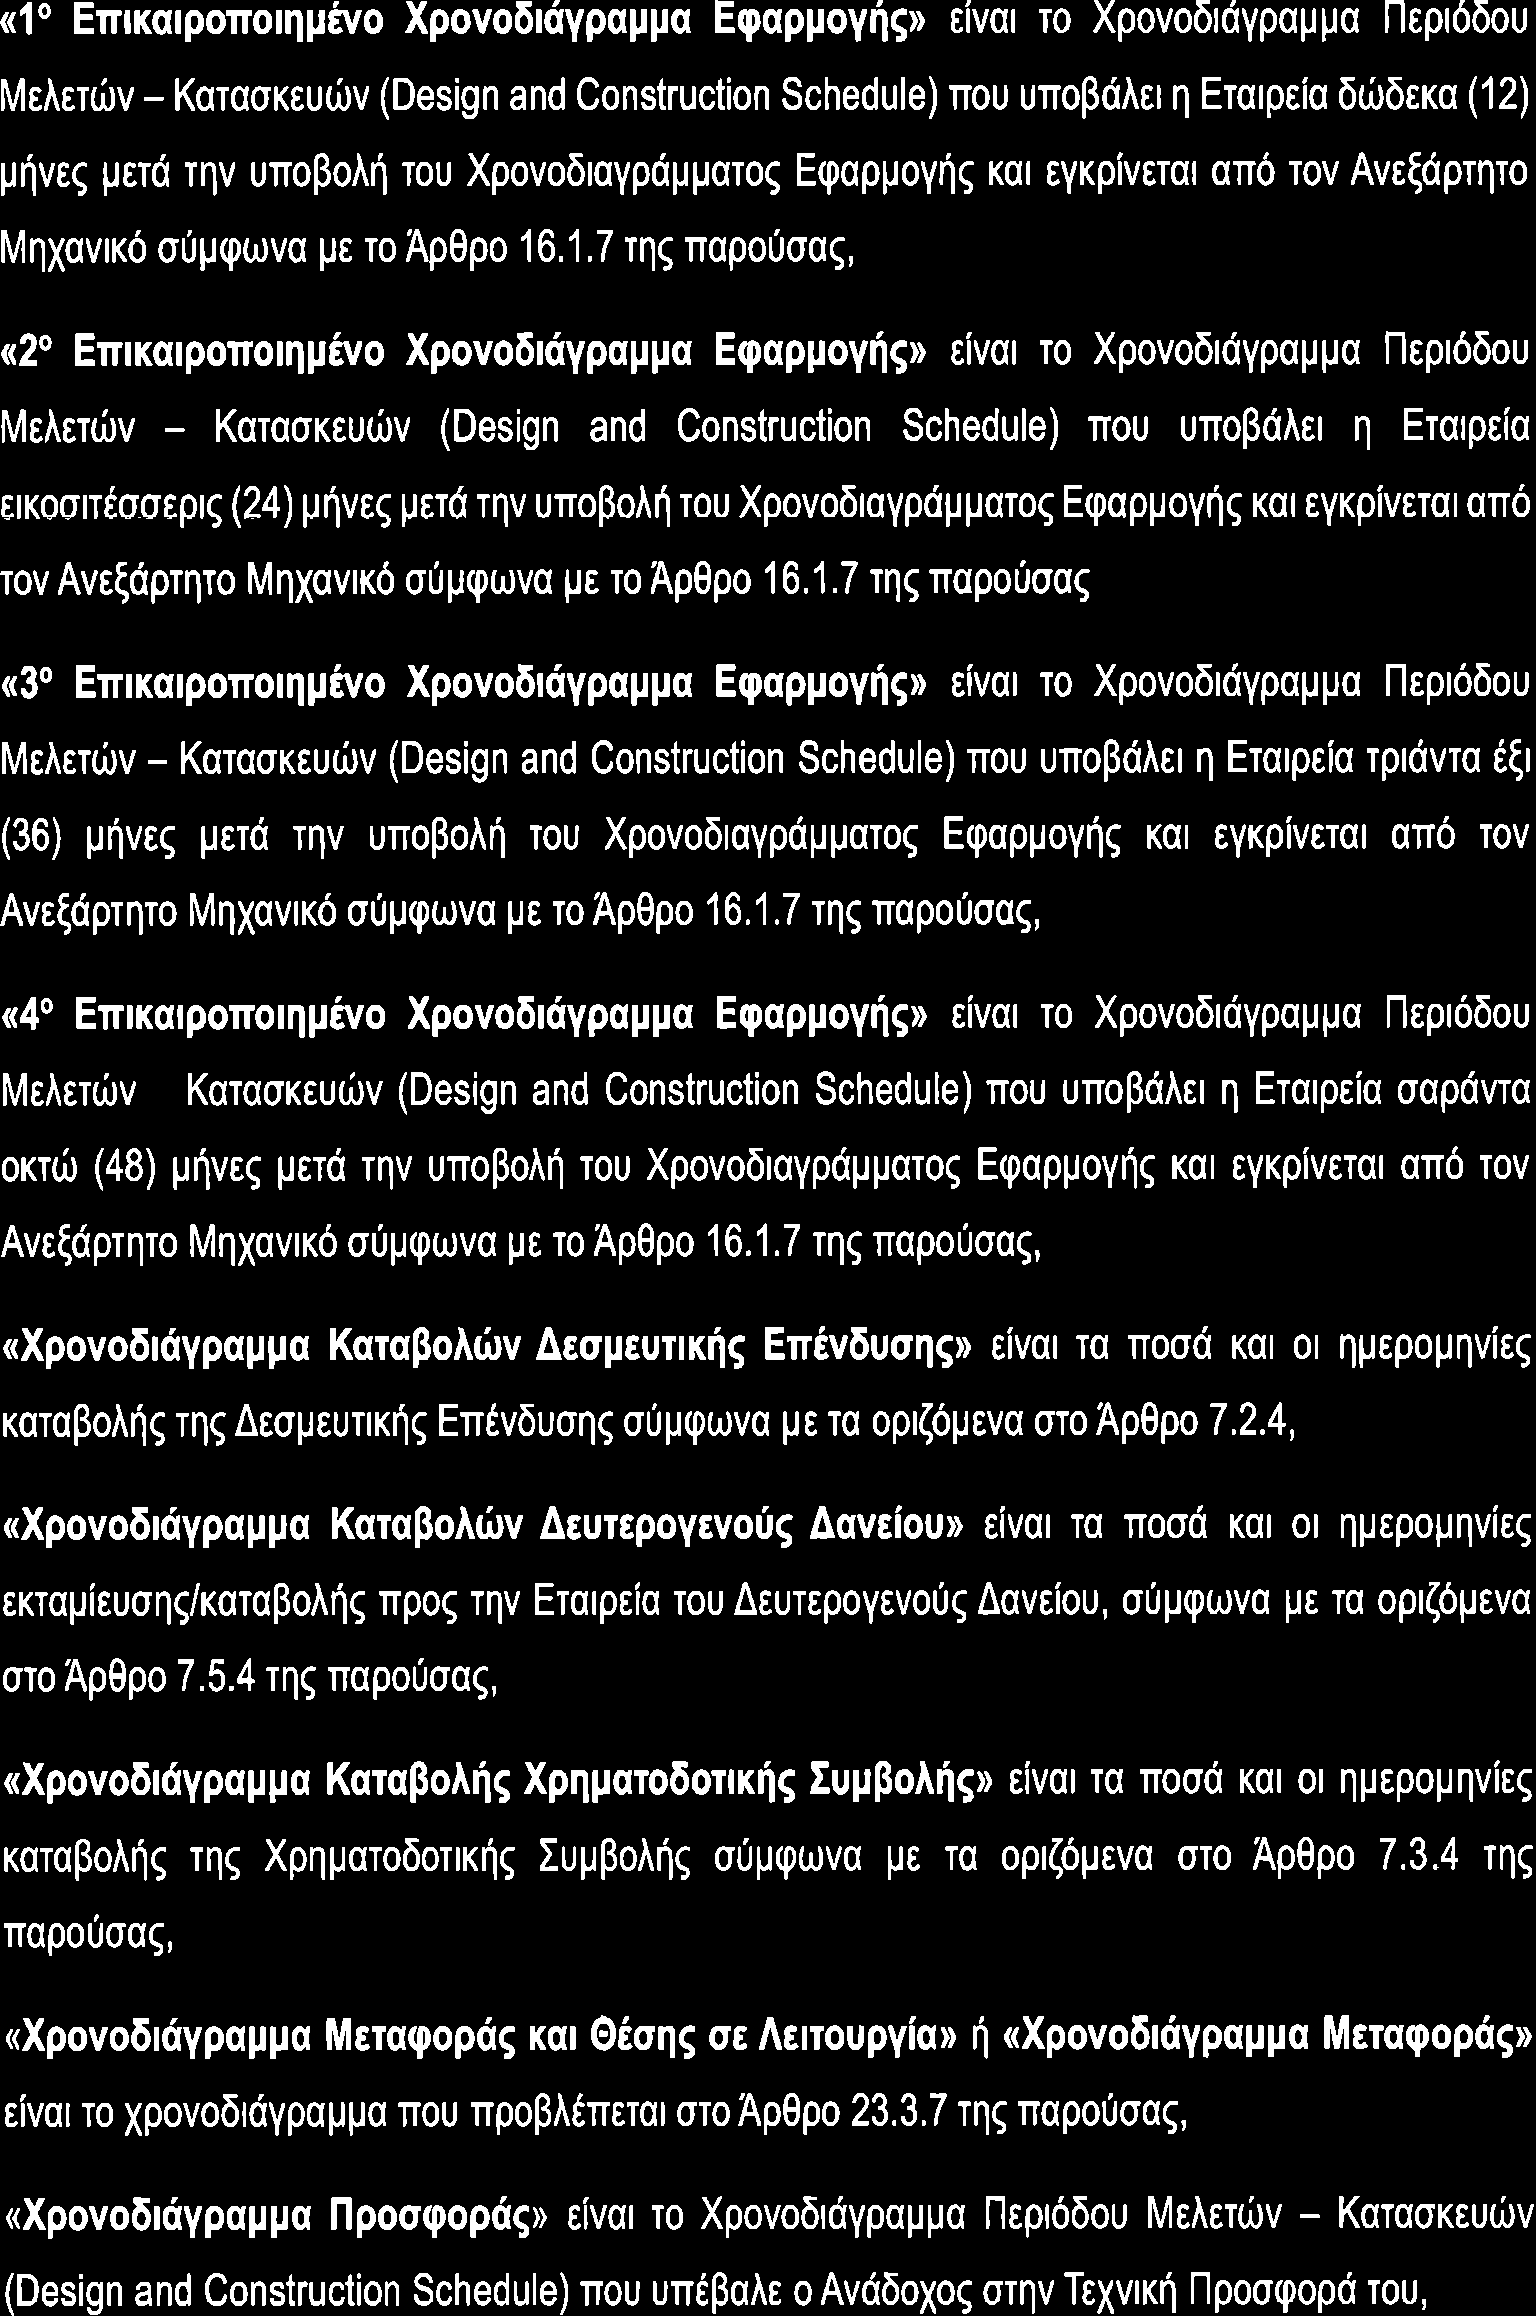 «1º Επικαιροποιημένο Χρονοδιάγραμμα Εφαρμογής» είναι το Χρονοδιάγραμμα Περιόδου
Μελετών – Κατασκευών (Design and Construction Schedule) που υποβάλει η Εταιρεία δώδεκα (12)
μήνες μετά την υποβολή του Χρονοδιαγράμματος Εφαρμογής και εγκρίνεται από τον Ανεξάρτητο
Μηχανικό σύμφωνα με το Άρθρο 16.1.7 της παρούσας,
«2º Επικαιροποιημένο Χρονοδιάγραμμα Εφαρμογής» είναι το Χρονοδιάγραμμα Περιόδου
Μελετών – Κατασκευών (Design and Construction Schedule) που υποβάλει η Εταιρεία
εικοσιτέσσερις (24) μήνες μετά την υποβολή του Χρονοδιαγράμματος Εφαρμογής και εγκρίνεται από
τον Ανεξάρτητο Μηχανικό σύμφωνα με το Άρθρο 16.1.7 της παρούσας
«3º Επικαιροποιημένο Χρονοδιάγραμμα Εφαρμογής» είναι το Χρονοδιάγραμμα Περιόδου
Μελετών – Κατασκευών (Design and Construction Schedule) που υποβάλει η Εταιρεία τριάντα έξι
(36) μήνες μετά την υποβολή του Χρονοδιαγράμματος Εφαρμογής και εγκρίνεται από τον
Ανεξάρτητο Μηχανικό σύμφωνα με το Άρθρο 16.1.7 της παρούσας,
«4º Επικαιροποιημένο Χρονοδιάγραμμα Εφαρμογής» είναι το Χρονοδιάγραμμα Περιόδου
Μελετών Κατασκευών (Design and Construction Schedule) που υποβάλει η Εταιρεία σαράντα
οκτώ (48) μήνες μετά την υποβολή του Χρονοδιαγράμματος Εφαρμογής και εγκρίνεται από τον
Ανεξάρτητο Μηχανικό σύμφωνα με το Άρθρο 16.1.7 της παρούσας,
«Χρονοδιάγραμμα Καταβολών Δεσμευτικής Επένδυσης» είναι τα ποσά και οι ημερομηνίες
καταβολής της Δεσμευτικής Επένδυσης σύμφωνα με τα οριζόμενα στο Άρθρο 7.2.4,
«Χρονοδιάγραμμα Καταβολών Δευτερογενούς Δανείου» είναι τα ποσά και οι ημερομηνίες
εκταμίευσης/καταβολής προς την Εταιρεία του Δευτερογενούς Δανείου, σύμφωνα με τα οριζόμενα
στο Άρθρο 7.5.4 της παρούσας,
«Χρονοδιάγραμμα Καταβολής Χρηματοδοτικής Συμβολής» είναι τα ποσά και οι ημερομηνίες
καταβολής της Χρηματοδοτικής Συμβολής σύμφωνα με τα οριζόμενα στο Άρθρο 7.3.4 της
παρούσας,
«Χρονοδιάγραμμα Μεταφοράς και Θέσης σε Λειτουργία» ή «Χρονοδιάγραμμα Μεταφοράς»
είναι το χρονοδιάγραμμα που προβλέπεται στο Άρθρο 23.3.7 της παρούσας,
«Χρονοδιάγραμμα Προσφοράς» είναι το Χρονοδιάγραμμα Περιόδου Μελετών – Κατασκευών
(Design and Construction Schedule) που υπέβαλε ο Ανάδοχος στην Τεχνική Προσφορά του,